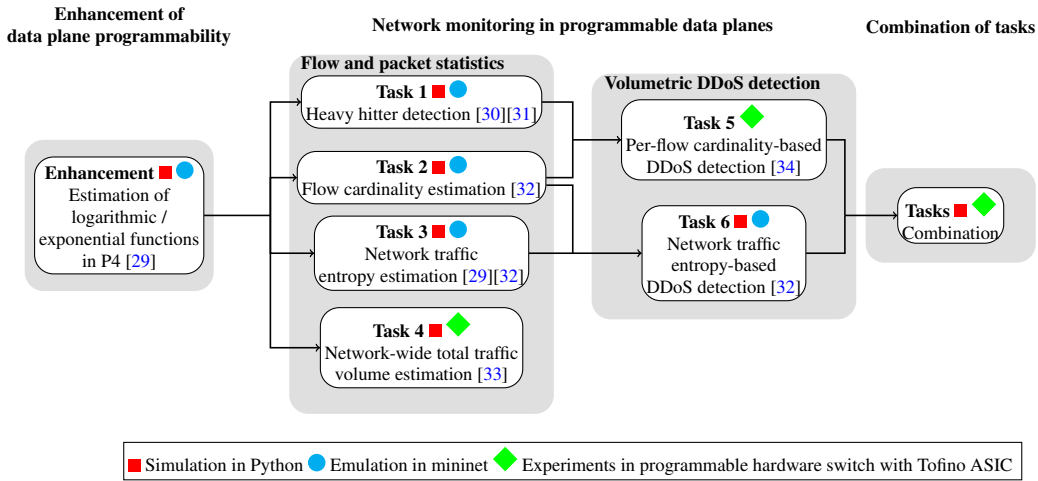 Enhancement of
data plane programmability
Network monitoring in programmable data planes
Combination of tasks
Enhancement
Estimation of
logarithmic /
exponential functions
in P4 [29]
Flow and packet statistics
Task 1
Heavy hitter detection [30][31]
Task 2
Flow cardinality estimation [32]
Task 3
Network traffic
entropy estimation [29][32]
Task 4
Network-wide total traffic
volume estimation [33]
Volumetric DDoS detection
Task 5
Per-flow cardinality-based
DDoS detection [34]
Task 6
Network traffic
entropy-based
DDoS detection [32]
Tasks
Combination
Simulation in Python Emulation in mininet Experiments in programmable hardware switch with Tofino ASIC